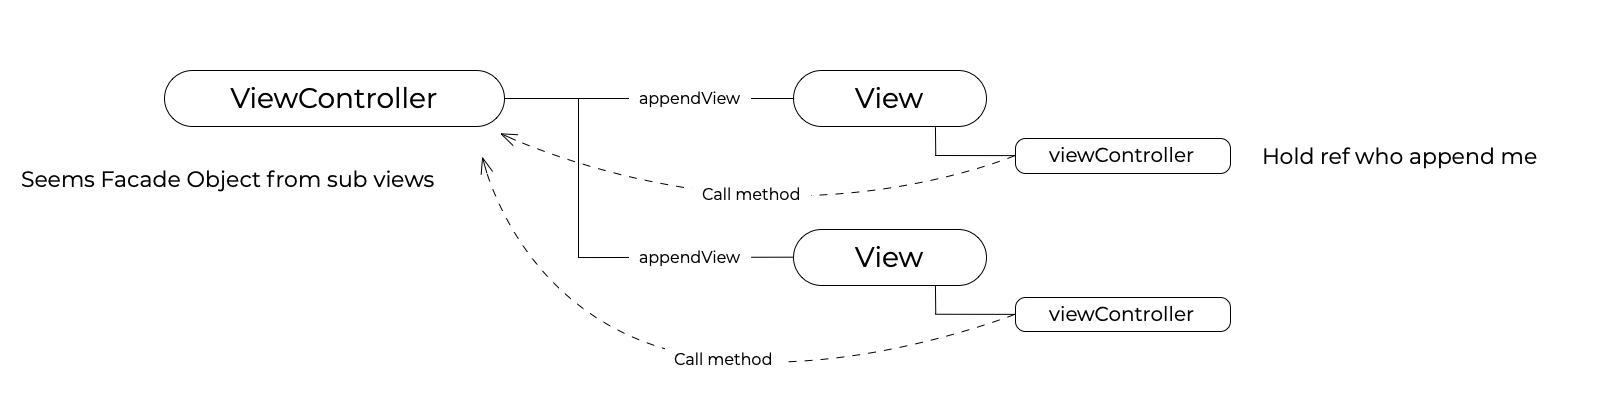 ViewController
appendView
View
viewController
Hold ref who append me
Seems Facade Object from sub views
Call method
appendView
View
viewController
Call method